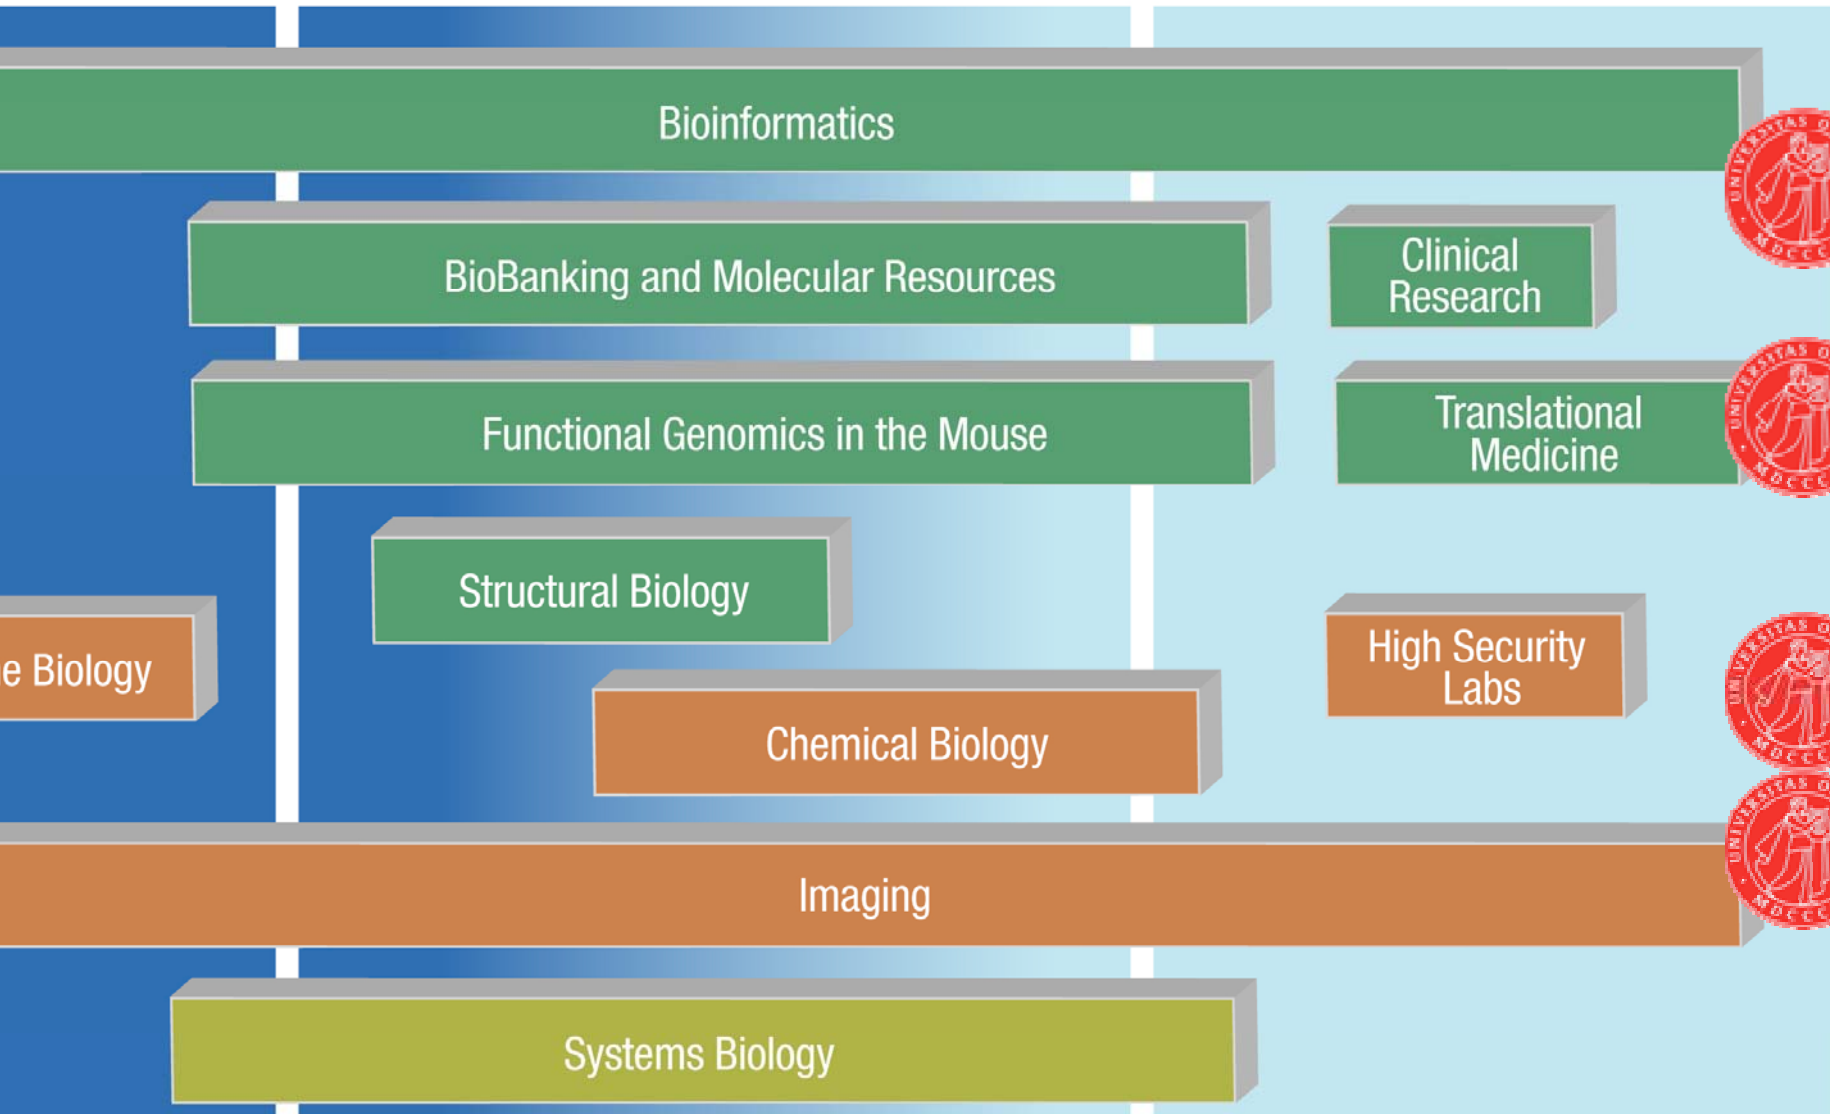 Bioinformatics
BioBanking and Molecular Resources
Clinical
Research
Functional Genomics in the Mouse
Translational
Medicine
Structural Biology
High Security
Labs
Biology
Chemical Biology
Imaging
Systems Biology